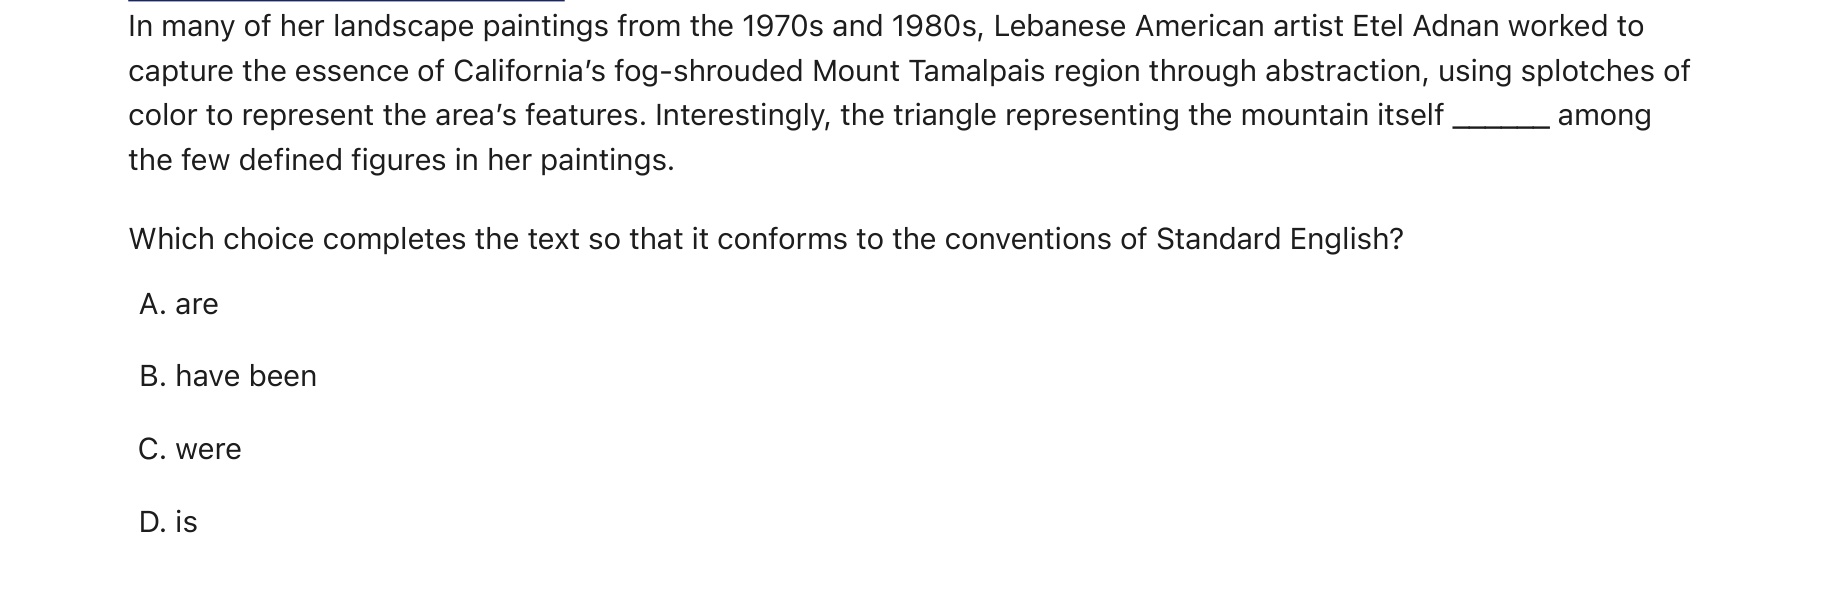 In many of her landscape paintings from the 1970s and 1980s, Lebanese American artist Etel Adnan worked to
capture the essence of California’s fog-shrouded Mount Tamalpais region through abstraction, using splotches of
color to represent the area’s features. Interestingly, the triangle representing the mountain itself ______ among
the few defined figures in her paintings.
Which choice completes the text so that it conforms to the conventions of Standard English?
A. are
B. have been
C. were
D. is